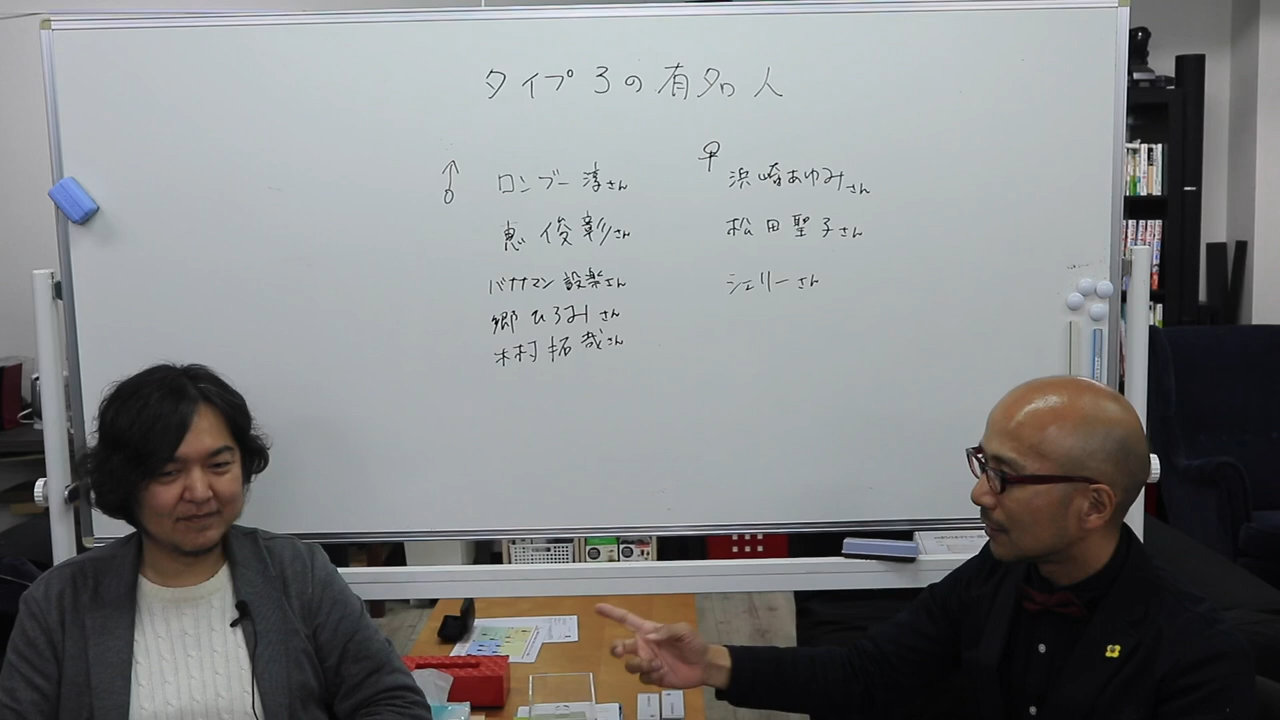 タイプ3の有名人
♂
ロンブー淳さん
恵俊彰さん
バナナマン設楽さん
郷ひろみさん
木村拓哉さん
♀
浜崎あゆみさん
松田聖子さん
シェリーさん